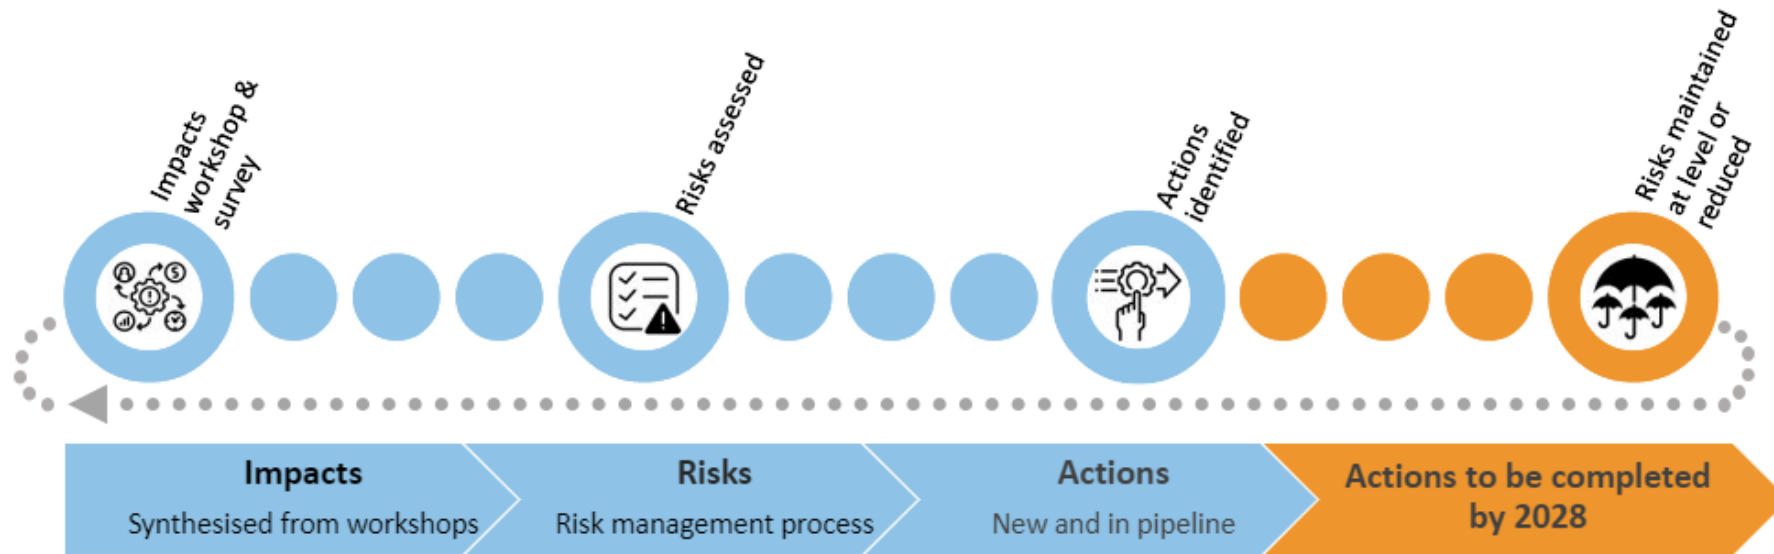 Impacts
workshop &
survey
Risks assessed
Actions
identified
Risks maintained
at level or
reduced
$
Impacts
Synthesised from workshops
Risks
Risk management process
Actions
New and in pipeline
Actions to be completed
by 2028